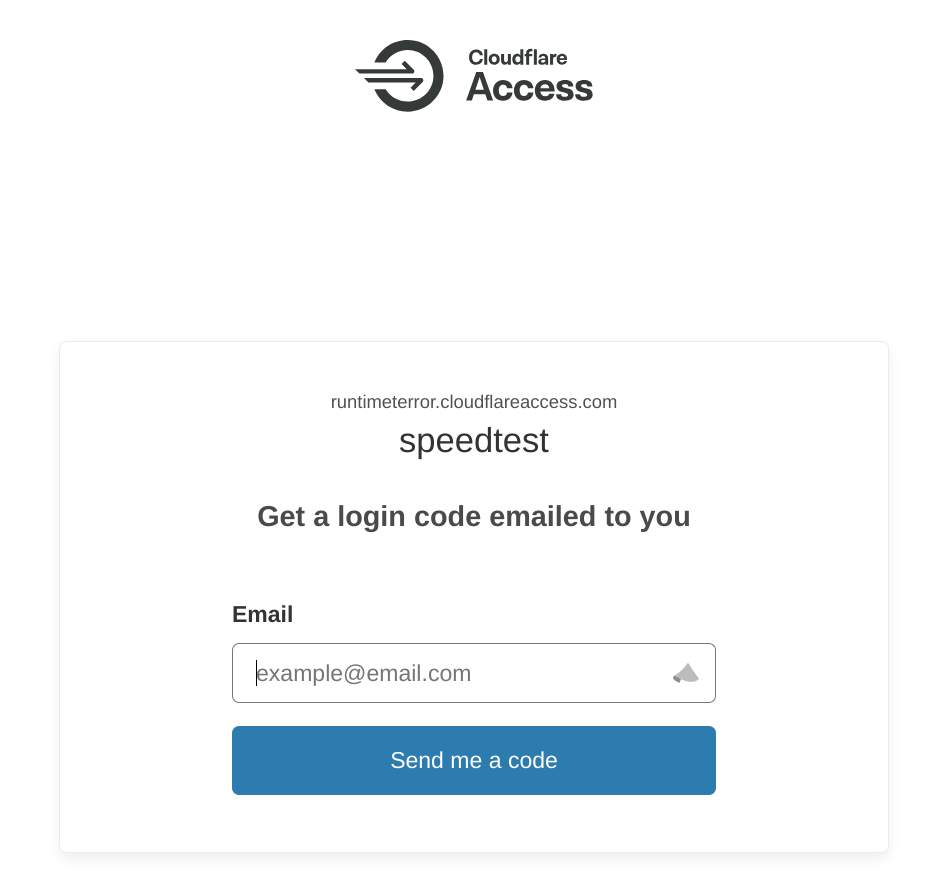 Cloudflare
Access
runtimeterror.cloudflareaccess.com
speedtest
Get a login code emailed to you
Email
example@email.com
Send me a code